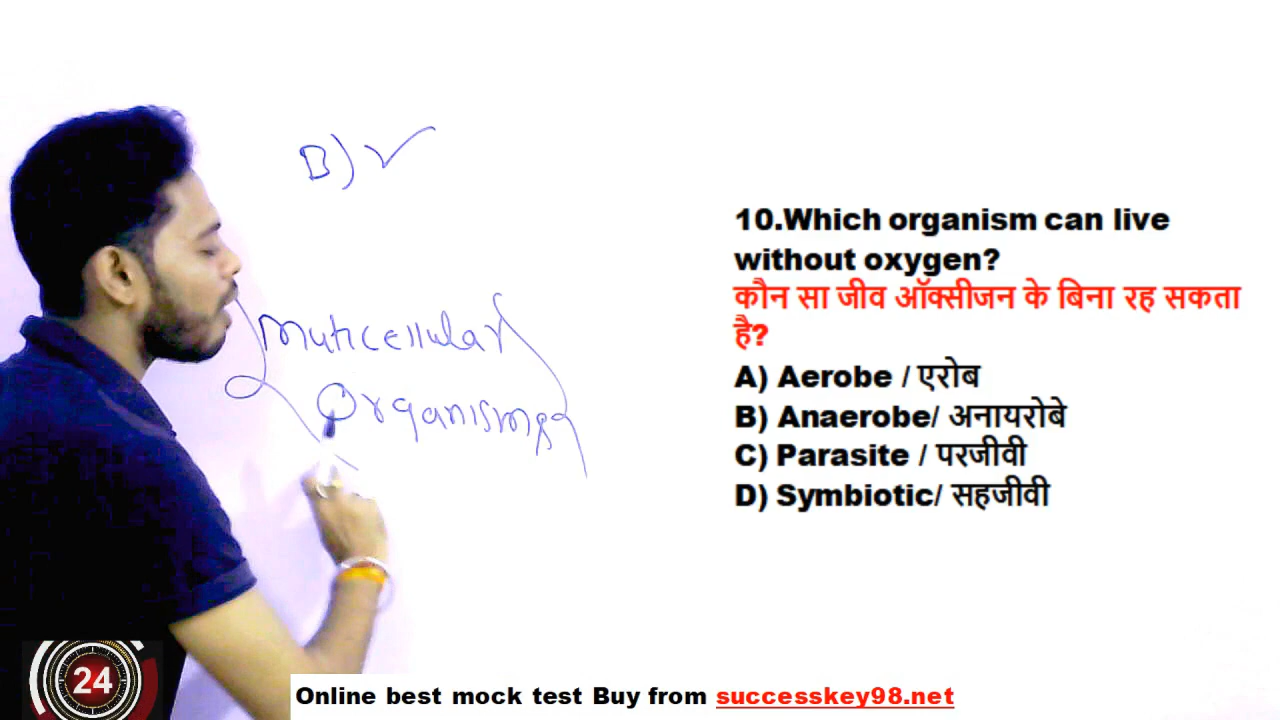 B) ✓
Muticellular
Organisms
10.Which organism can live
without oxygen?
कौन सा जीव ऑक्सीजन के बिना रह सकता
है?
A) Aerobe / एरोब
B) Anaerobe/ अनायरोबे
C) Parasite / परजीवी
D) Symbiotic/ सहजीवी
24
Online best mock test Buy from successkey98.net